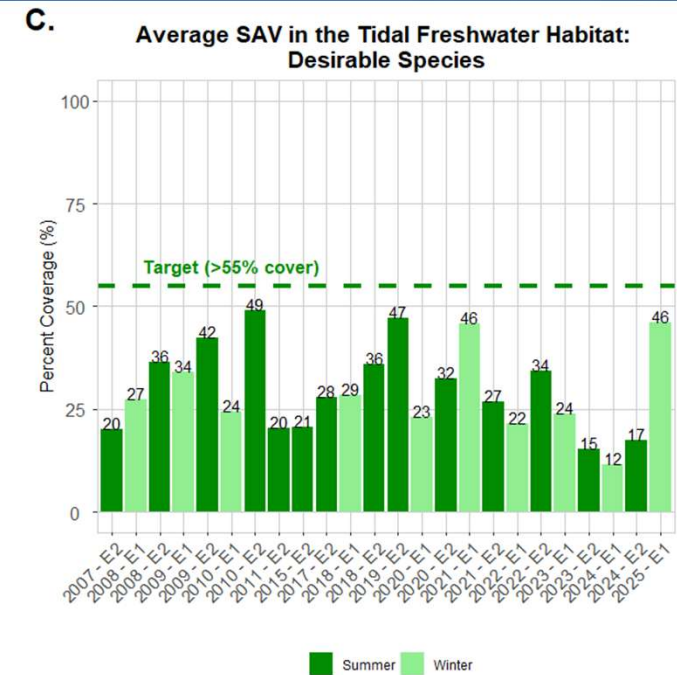 C.
Average SAV in the Tidal Freshwater Habitat:
Desirable Species
Percent Coverage (%)
100
75
50
25
0
Target (>55% cover)
20
27
36
34
42
24
49
20
21
28
29
36
47
23
32
46
27
22
34
24
15
12
17
46
2007 - E2
2008 - E1
2008 - E2
2009 - E1
2009 - E2
2010 - E1
2010 - E2
2011 - E2
2015 - E2
2017 - E2
2018 - E1
2018 - E2
2019 - E2
2020 - E1
2020 - E2
2021 - E1
2021 - E2
2022 - E1
2022 - E2
2023 - E1
2023 - E2
2024 - E1
2024 - E2
2025 - E1
Summer Winter